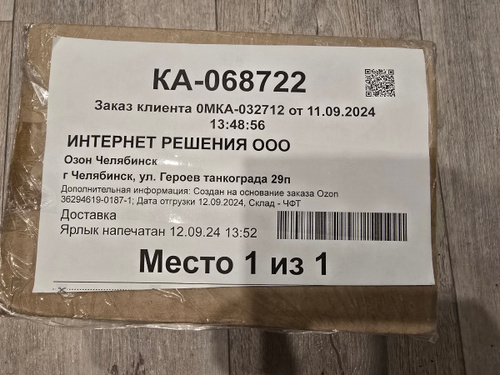 КА-068722
Заказ клиента 0МКА-032712 от 11.09.2024
13:48:56
ИНТЕРНЕТ РЕШЕНИЯ ООО
Озон Челябинск
г Челябинск, ул. Героев танкограда 29п
Дополнительная информация: Создан на основание заказа Ozon
36294619-0187-1; Дата отгрузки 12.09.2024, Склад - ЧФТ
Доставка
Ярлык напечатан 12.09.24 13:52
Место 1 из 1